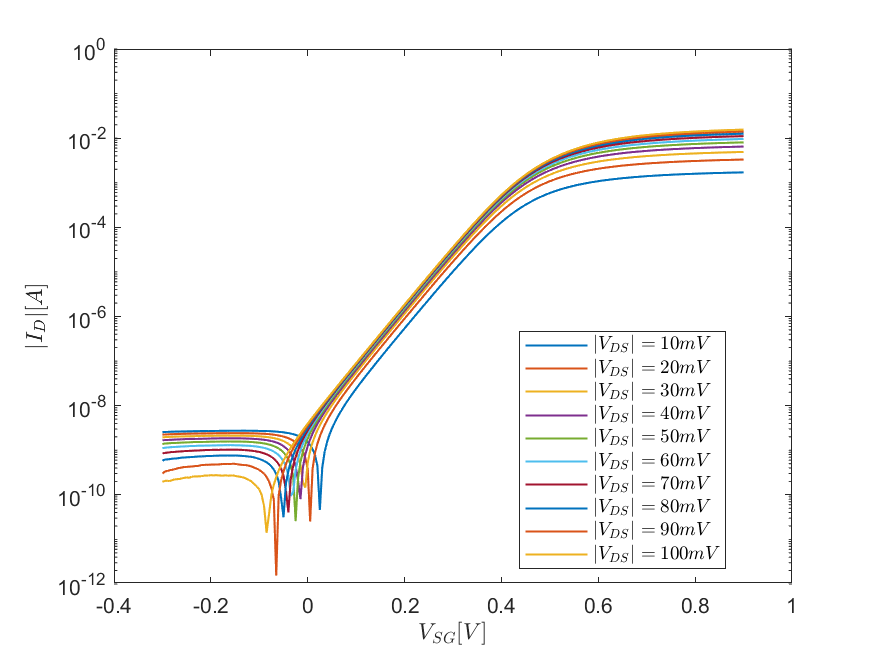 10^0
10^-2
10^-4
10^-6
10^-8
10^-10
10^-12
|I_D|[A]
-0.4 -0.2 0 0.2 0.4 0.6 0.8 1
V_SG[V]
|V_DS| = 10mV
|V_DS| = 20mV
|V_DS| = 30mV
|V_DS| = 40mV
|V_DS| = 50mV
|V_DS| = 60mV
|V_DS| = 70mV
|V_DS| = 80mV
|V_DS| = 90mV
|V_DS| = 100mV